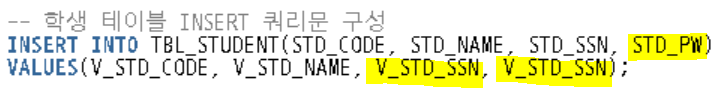 -- 학생 테이블 INSERT 쿼리문 구성
INSERT INTO TBL_STUDENT(STD_CODE, STD_NAME, STD_SSN, STD_PW)
VALUES(V_STD_CODE, V_STD_NAME, V_STD_SSN, V_STD_SSN);